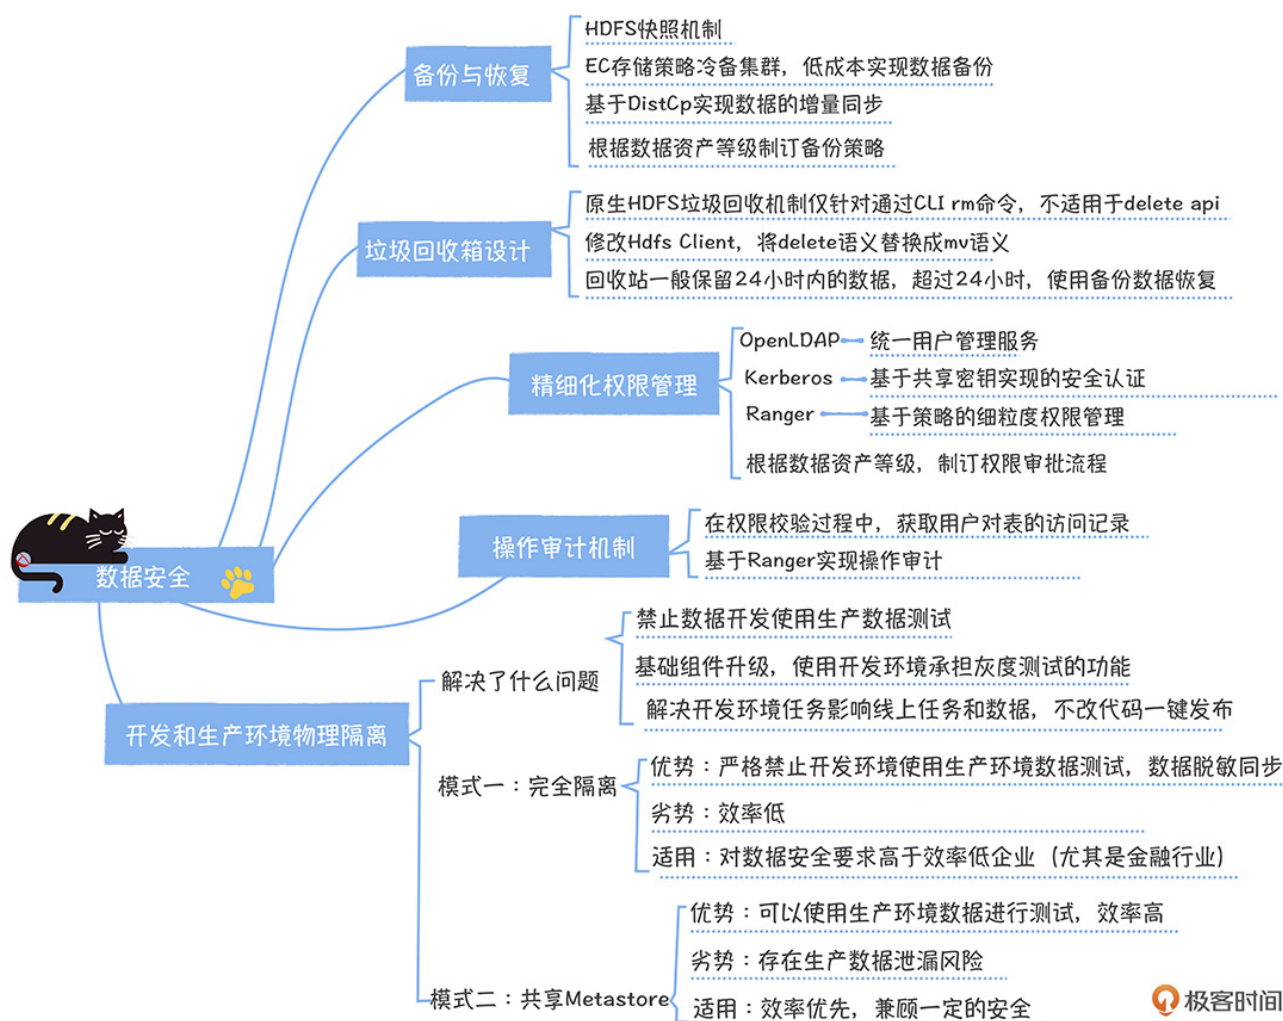 备份与恢复
HDFS快照机制
EC存储策略冷备集群，低成本实现数据备份
基于DistCp实现数据的增量同步
根据数据资产等级制订备份策略
垃圾回收箱设计
原生HDFS垃圾回收机制仅针对通过CLI rm命令，不适用于delete api
修改Hdfs Client，将delete语义替换成mv语义
回收站一般保留24小时内的数据，超过24小时，使用备份数据恢复
精细化权限管理
OpenLDAP 统一用户管理服务
Kerberos 基于共享密钥实现的安全认证
Ranger 基于策略的细粒度权限管理
根据数据资产等级，制订权限审批流程
操作审计机制
在权限校验过程中，获取用户对表的访问记录
基于Ranger实现操作审计
数据安全
开发和生产环境物理隔离
解决了什么问题
禁止数据开发使用生产数据测试
基础组件升级，使用开发环境承担灰度测试的功能
解决开发环境任务影响线上任务和数据，不改代码一键发布
模式一：完全隔离
优势：严格禁止开发环境使用生产环境数据测试，数据脱敏同步
劣势：效率低
适用：对数据安全要求高于效率低企业（尤其是金融行业）
模式二：共享Metastore
优势：可以使用生产环境数据进行测试，效率高
劣势：存在生产数据泄漏风险
适用：效率优先，兼顾一定的安全
极客时间